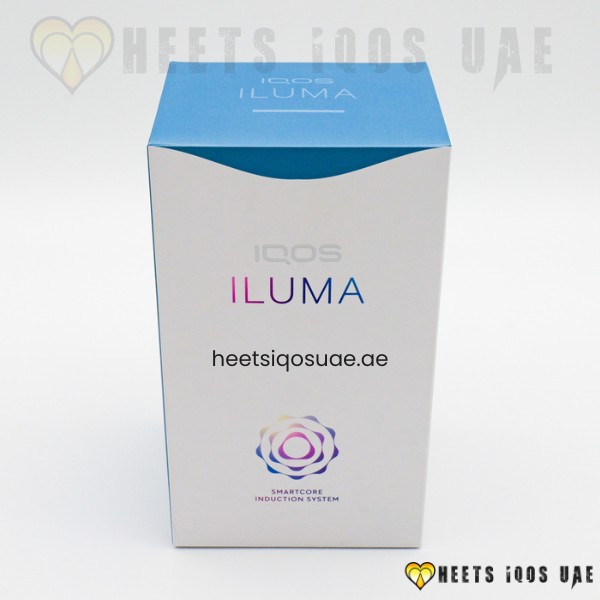 HEETS iQOS UAE
IQOS
ILUMA
IQOS
ILUMA
heetsiqosuae.ae
SMARTCORE
INDUCTION SYSTEM
HEETS iQOS UAE